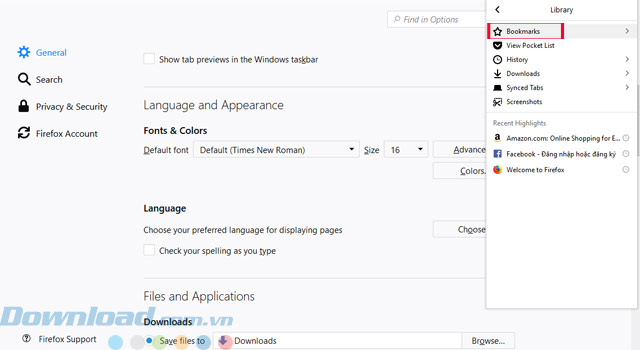 Find in Options
General
Search
Privacy & Security
Firefox Account
Firefox Support
Show tab previews in the Windows taskbar
Language and Appearance
Fonts & Colors
Default font Default (Times New Roman) Size 16 Advance
Colors.
Language
Choose your preferred language for displaying pages Choose
Check your spelling as you type
Files and Applications
Downloads
Save files to Downloads Browse...
Library
Bookmarks
View Pocket List
History
Downloads
Synced Tabs
Screenshots
Recent Highlights
Amazon.com: Online Shopping for E...
Facebook - Đăng nhập hoặc đăng ký
Welcome to Firefox
Download.com.vn